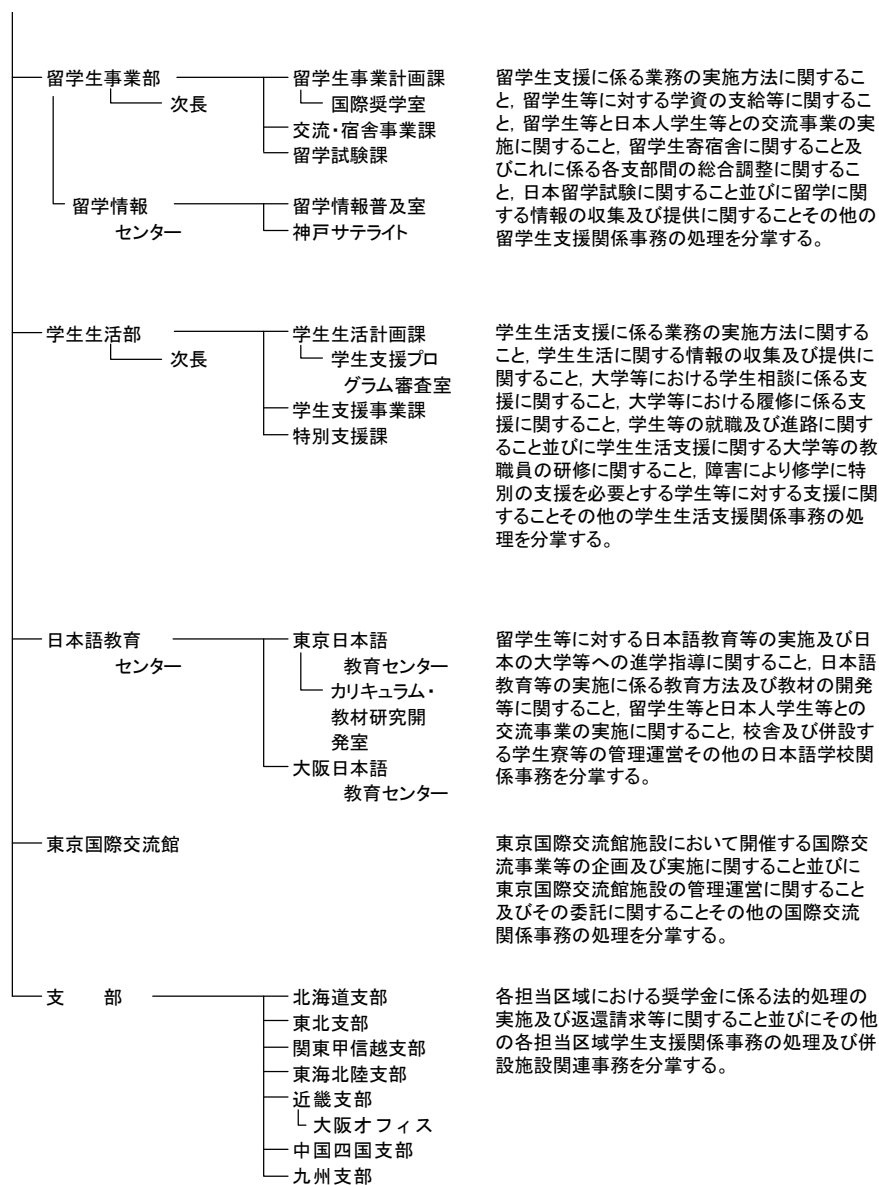 留学生事業部
次長
留学生事業計画課
国際奨学室
交流・宿舎事業課
留学試験課
留学情報
センター
留学情報普及室
神戸サテライト
留学生支援に係る業務の実施方法に関するこ
と, 留学生等に対する学資の支給等に関するこ
と, 留学生等と日本人学生等との交流事業の実
施に関すること, 留学生寄宿舎に関すること及
びこれに係る各支部間の総合調整に関するこ
と, 日本留学試験に関すること並びに留学に関
する情報の収集及び提供に関することその他の
留学生支援関係事務の処理を分掌する。
学生生活部
次長
学生生活計画課
学生支援プロ
グラム審査室
学生支援事業課
特別支援課
学生生活支援に係る業務の実施方法に関する
こと, 学生生活に関する情報の収集及び提供に
関すること, 大学等における学生相談に係る支
援に関すること, 大学等における履修に係る支
援に関すること, 学生等の就職及び進路に関す
ること並びに学生生活支援に関する大学等の教
職員の研修に関すること, 障害により修学に特
別の支援を必要とする学生等に対する支援に関
することその他の学生生活支援関係事務の処
理を分掌する。
日本語教育
センター
東京日本語
教育センター
カリキュラム・
教材研究開
発室
大阪日本語
教育センター
留学生等に対する日本語教育等の実施及び日
本の大学等への進学指導に関すること, 日本語
教育等の実施に係る教育方法及び教材の開発
等に関すること, 留学生等と日本人学生等との
交流事業の実施に関すること, 校舎及び併設す
る学生寮等の管理運営その他の日本語学校関
係事務を分掌する。
東京国際交流館
東京国際交流館施設において開催する国際交
流事業等の企画及び実施に関すること並びに
東京国際交流館施設の管理運営に関すること
及びその委託に関することその他の国際交流
関係事務の処理を分掌する。
支 部
北海道支部
東北支部
関東甲信越支部
東海北陸支部
近畿支部
大阪オフィス
中国四国支部
九州支部
各担当区域における奨学金に係る法的処理の
実施及び返還請求等に関すること並びにその他
の各担当区域学生支援関係事務の処理及び併
設施設関連事務を分掌する。